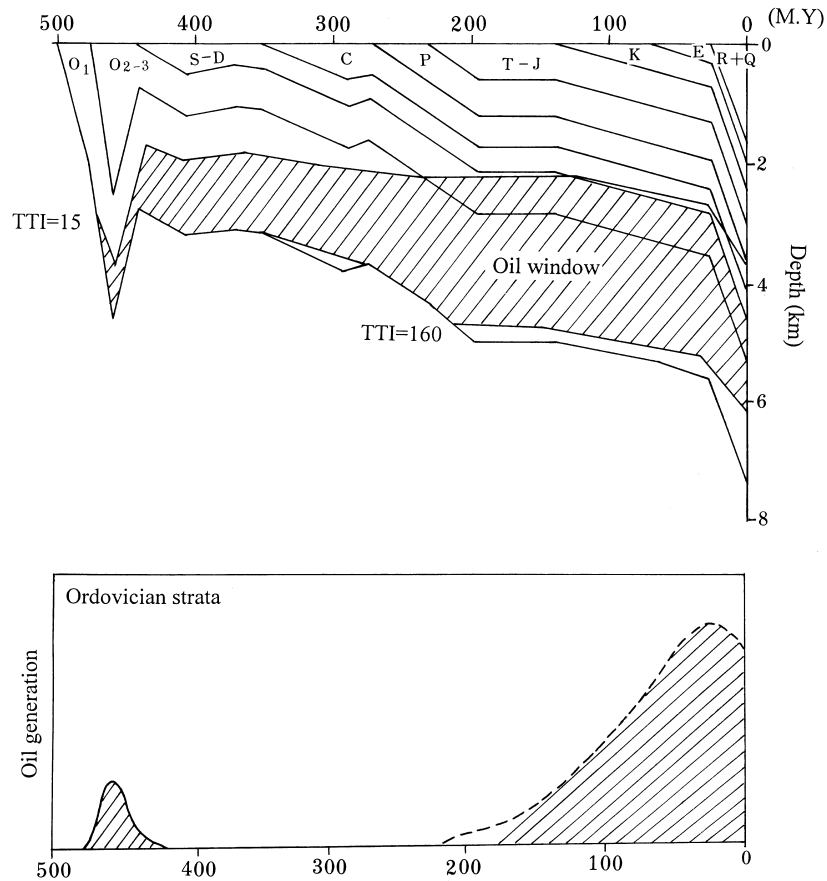 500 400 300 200 100 0 (M.Y)
0
O1 O2-3 S-D C P T-J K E R+Q
2
TTI=15
Oil window
4
Depth (km)
TTI=160
6
8
Ordovician strata
Oil generation
500 400 300 200 100 0